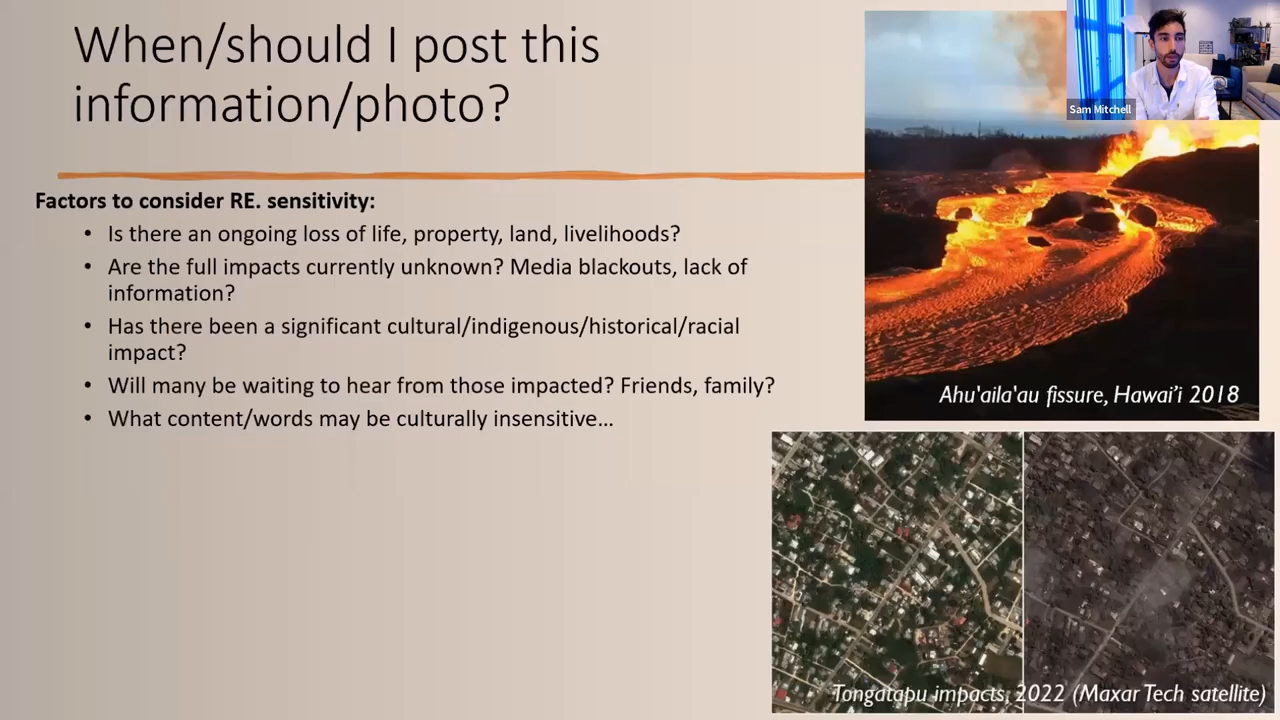 When/should I post this
information/photo?
Sam Mitchell
Factors to consider RE. sensitivity:
• Is there an ongoing loss of life, property, land, livelihoods?
• Are the full impacts currently unknown? Media blackouts, lack of
information?
• Has there been a significant cultural/indigenous/historical/racial
impact?
• Will many be waiting to hear from those impacted? Friends, family?
• What content/words may be culturally insensitive…
Ahu'aila'au fissure, Hawai’i 2018
Tongatapu impacts, 2022 (Maxar Tech satellite)